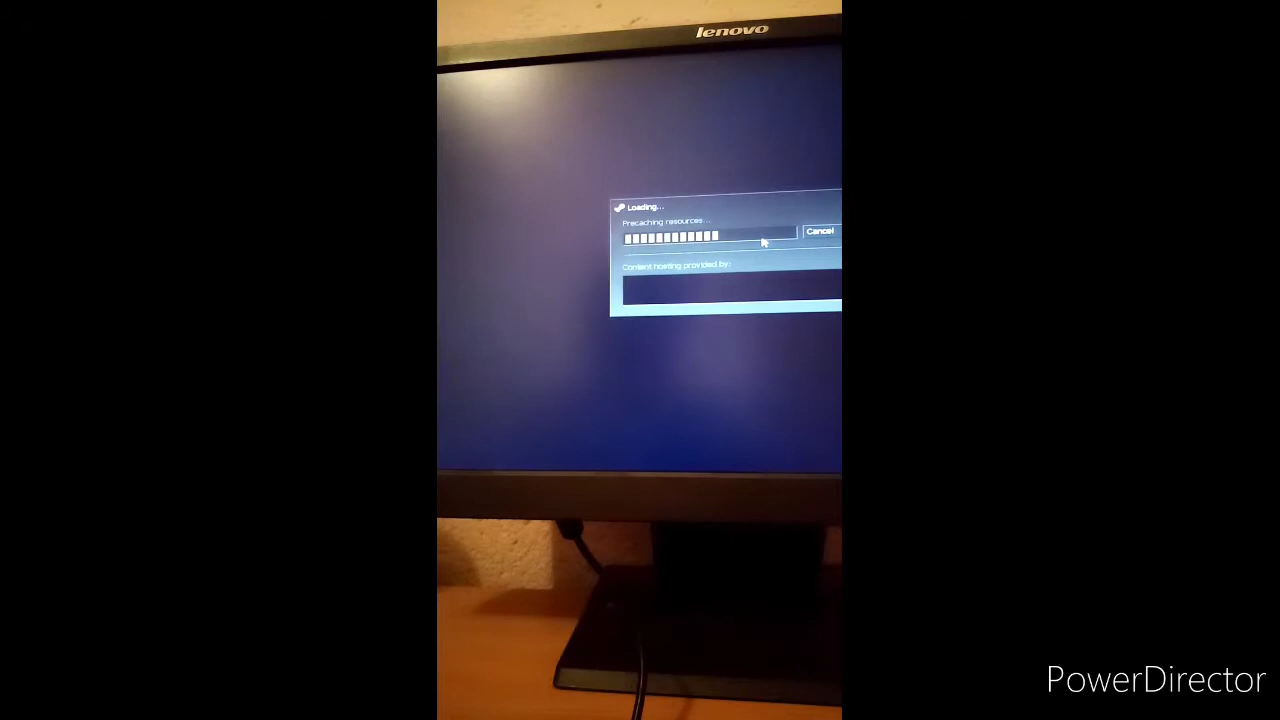 lenovo
Loading...
Precaching resources...
Cancel
Content hosting provided by:
PowerDirector